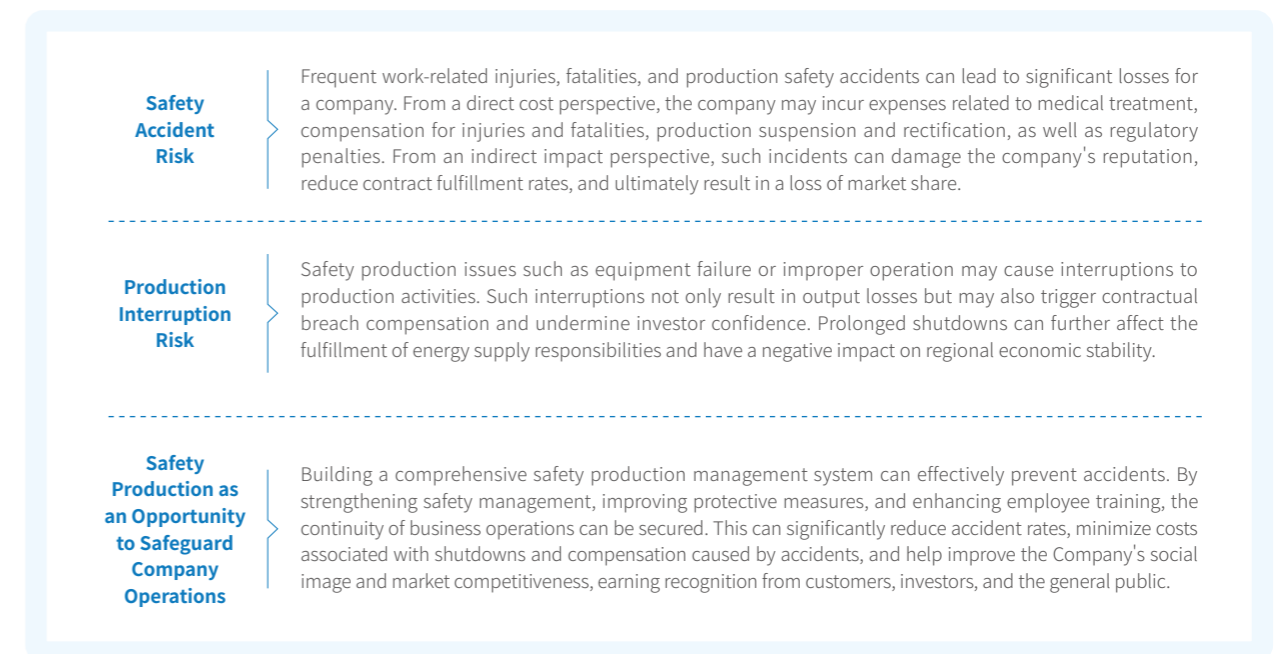 Safety
Accident
Risk
Frequent work-related injuries, fatalities, and production safety accidents can lead to significant losses for
a company. From a direct cost perspective, the company may incur expenses related to medical treatment,
compensation for injuries and fatalities, production suspension and rectification, as well as regulatory
penalties. From an indirect impact perspective, such incidents can damage the company's reputation,
reduce contract fulfillment rates, and ultimately result in a loss of market share.
Production
Interruption
Risk
Safety production issues such as equipment failure or improper operation may cause interruptions to
production activities. Such interruptions not only result in output losses but may also trigger contractual
breach compensation and undermine investor confidence. Prolonged shutdowns can further affect the
fulfillment of energy supply responsibilities and have a negative impact on regional economic stability.
Safety
Production as
an Opportunity
to Safeguard
Company
Operations
Building a comprehensive safety production management system can effectively prevent accidents. By
strengthening safety management, improving protective measures, and enhancing employee training, the
continuity of business operations can be secured. This can significantly reduce accident rates, minimize costs
associated with shutdowns and compensation caused by accidents, and help improve the Company's social
image and market competitiveness, earning recognition from customers, investors, and the general public.